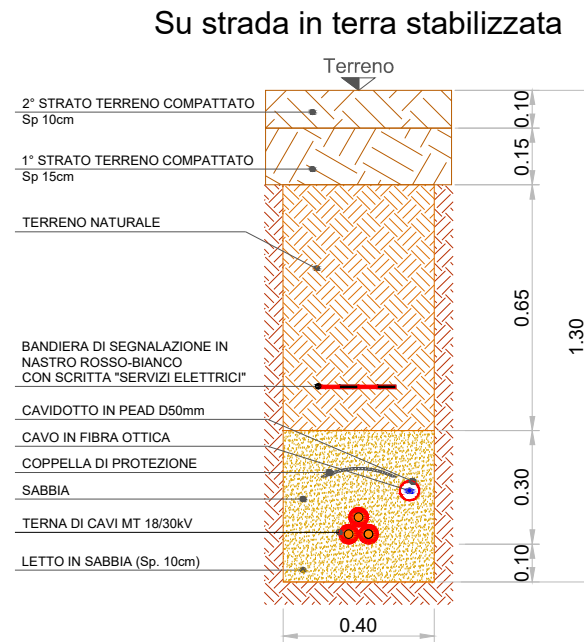 Su strada in terra stabilizzata
Terreno
2° STRATO TERRENO COMPATTATO
Sp 10cm
1° STRATO TERRENO COMPATTATO
Sp 15cm
TERRENO NATURALE
BANDIERA DI SEGNALAZIONE IN
NASTRO ROSSO-BIANCO
CON SCRITTA "SERVIZI ELETTRICI"
CAVIDOTTO IN PEAD D50mm
CAVO IN FIBRA OTTICA
COPPELLA DI PROTEZIONE
SABBIA
TERNA DI CAVI MT 18/30kV
LETTO IN SABBIA (Sp. 10cm)
0.10
0.15
0.65
1.30
0.30
0.10
0.40